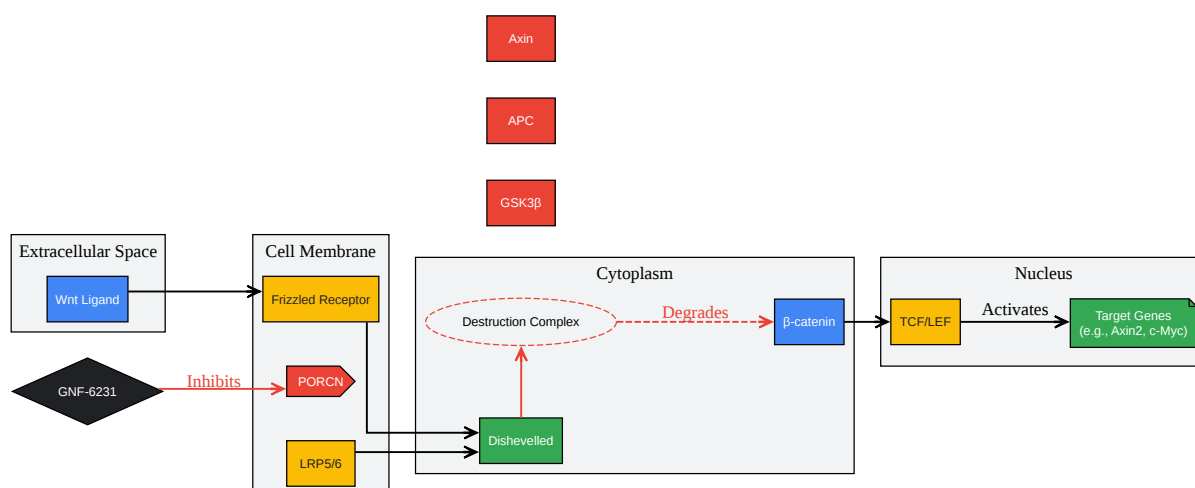 Axin
APC
GSK3β
Extracellular Space
Wnt Ligand
Cell Membrane
Frizzled Receptor
GNF-6231
Inhibits
PORCN
LRP5/6
Cytoplasm
Destruction Complex
Degrades
β-catenin
Dishevelled
Nucleus
TCF/LEF
Activates
Target Genes
(e.g., Axin2, c-Myc)